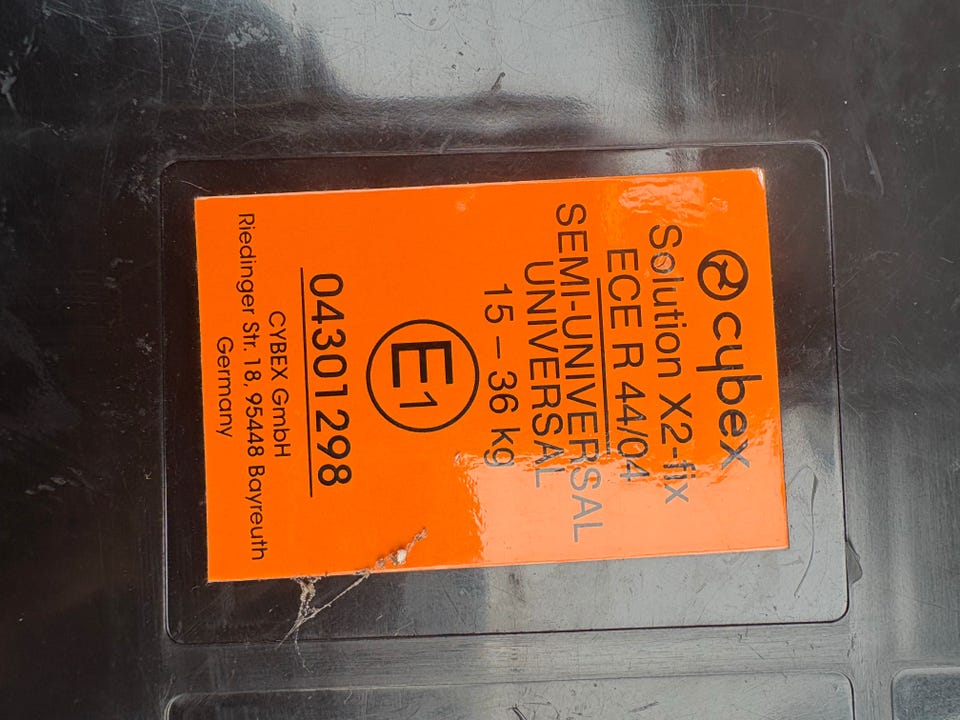 cybex
Solution X2-fix
ECE R 44/04
SEMI-UNIVERSAL
UNIVERSAL
15 – 36 kg
E1
04301298
CYBEX GmbH
Riedinger Str. 18, 95448 Bayreuth
Germany